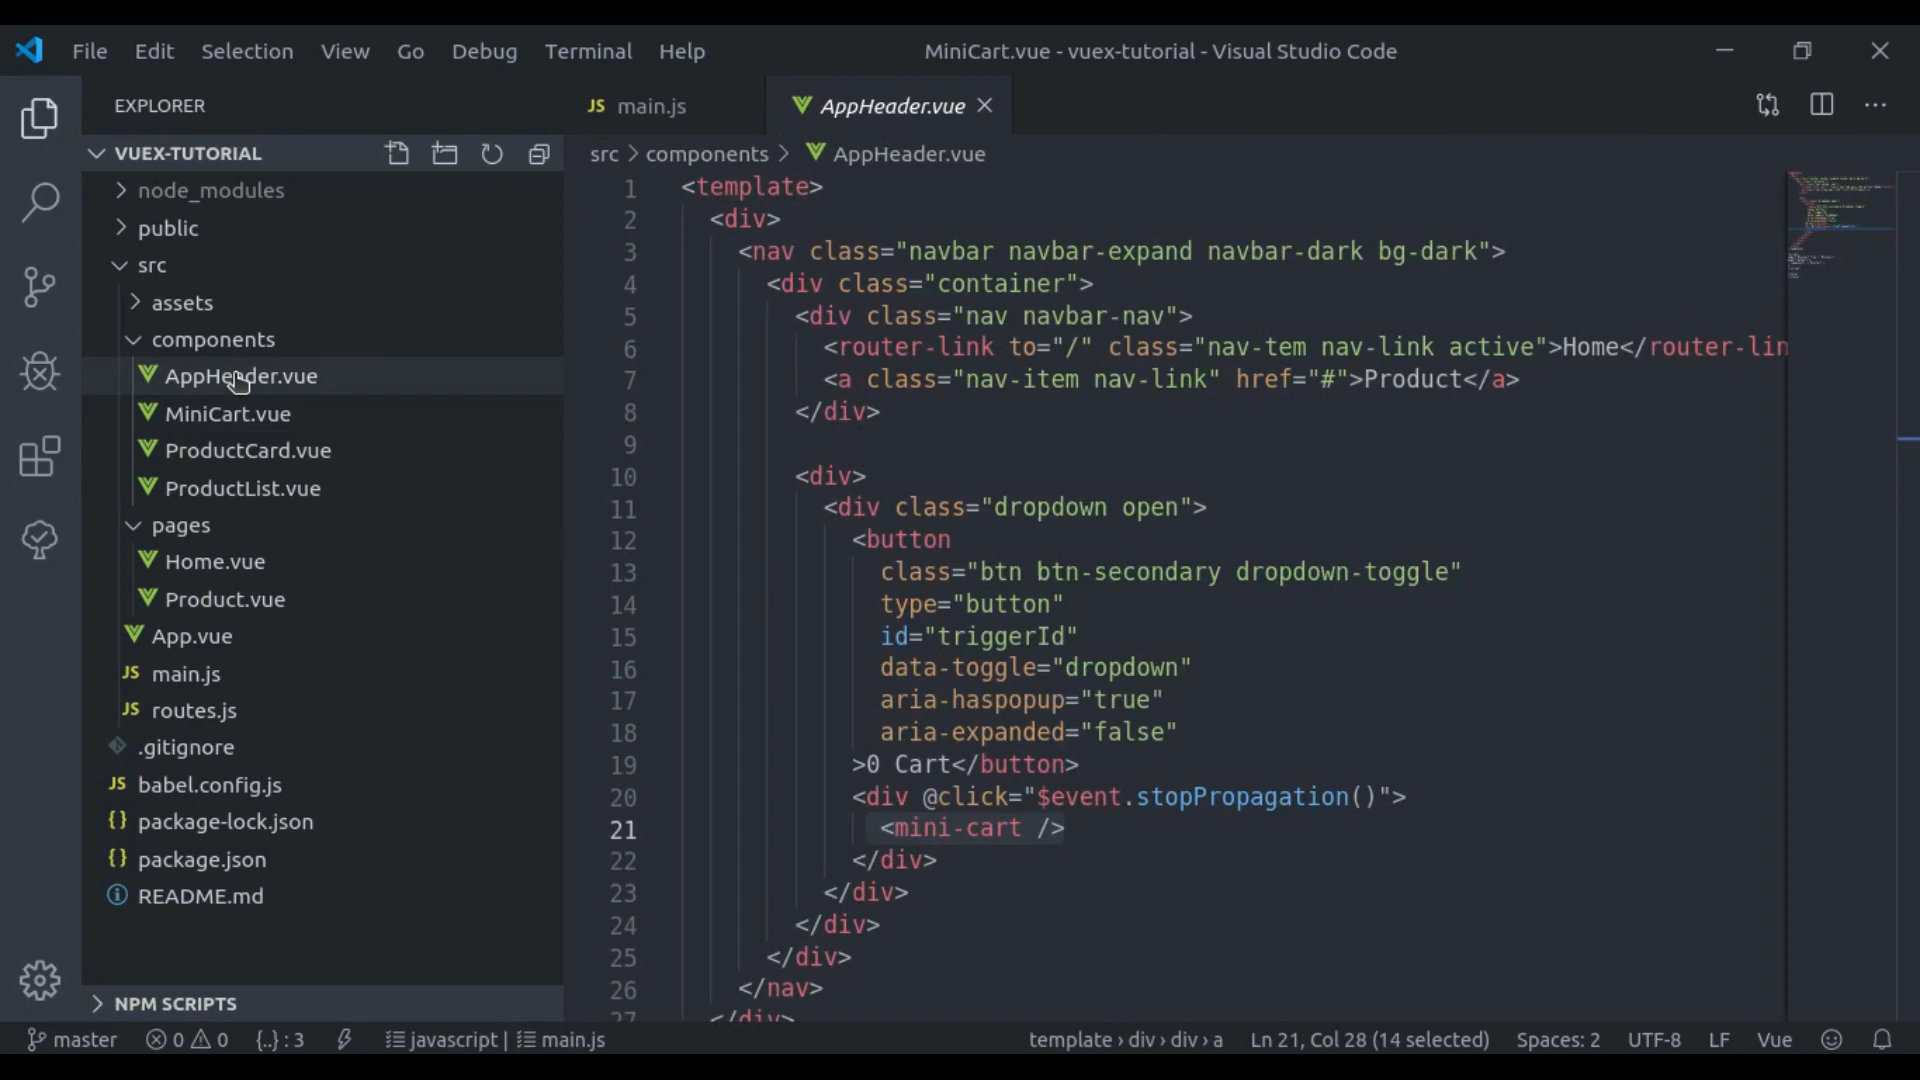 File Edit Selection View Go Debug Terminal Help
MiniCart.vue - vuex-tutorial - Visual Studio Code
EXPLORER
VUEX-TUTORIAL
node_modules
public
src
assets
components
AppHeader.vue
MiniCart.vue
ProductCard.vue
ProductList.vue
pages
Home.vue
Product.vue
App.vue
JS main.js
JS routes.js
.gitignore
JS babel.config.js
{} package-lock.json
{} package.json
README.md
NPM SCRIPTS
JS main.js
AppHeader.vue
src > components > AppHeader.vue
1 <template>
2 <div>
3 <nav class="navbar navbar-expand navbar-dark bg-dark">
4 <div class="container">
5 <div class="nav navbar-nav">
6 <router-link to="/" class="nav-tem nav-link active">Home</router-lin
7 <a class="nav-item nav-link" href="#">Product</a>
8 </div>
9
10 <div>
11 <div class="dropdown open">
12 <button
13 class="btn btn-secondary dropdown-toggle"
14 type="button"
15 id="triggerId"
16 data-toggle="dropdown"
17 aria-haspopup="true"
18 aria-expanded="false"
19 >0 Cart</button>
20 <div @click="$event.stopPropagation()">
21 <mini-cart />
22 </div>
23 </div>
24 </div>
25 </div>
26 </nav>
27 </div>
master 0 0 {..} : 3 javascript | main.js
template › div › div › a Ln 21, Col 28 (14 selected) Spaces: 2 UTF-8 LF Vue